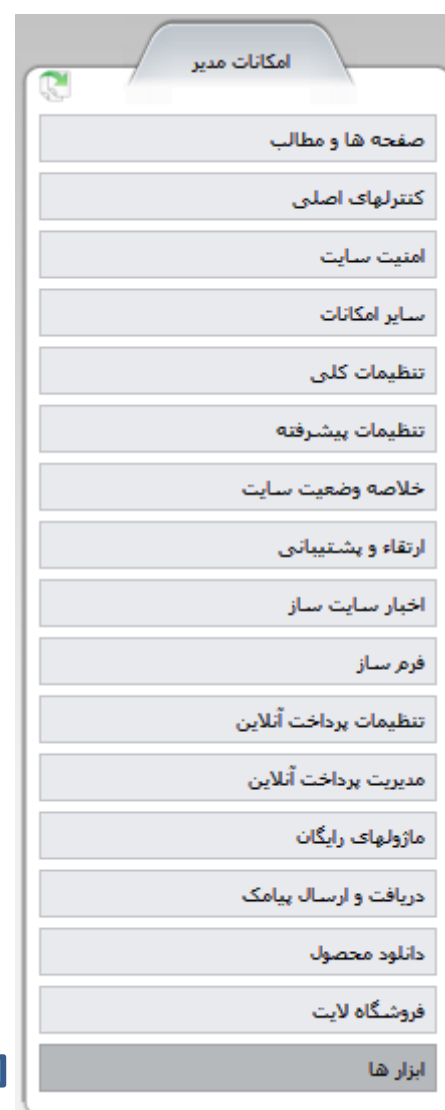 امکانات مدیر
صفحه ها و مطالب
کنترلهای اصلی
امنیت سایت
سایر امکانات
تنظیمات کلی
تنظیمات پیشرفته
خلاصه وضعیت سایت
ارتقاء و پشتیبانی
اخبار سایت ساز
فرم ساز
تنظیمات پرداخت آنلاین
مدیریت پرداخت آنلاین
ماژولهای رایگان
دریافت و ارسال پیامک
دانلود محصول
فروشگاه لایت
ابزار ها